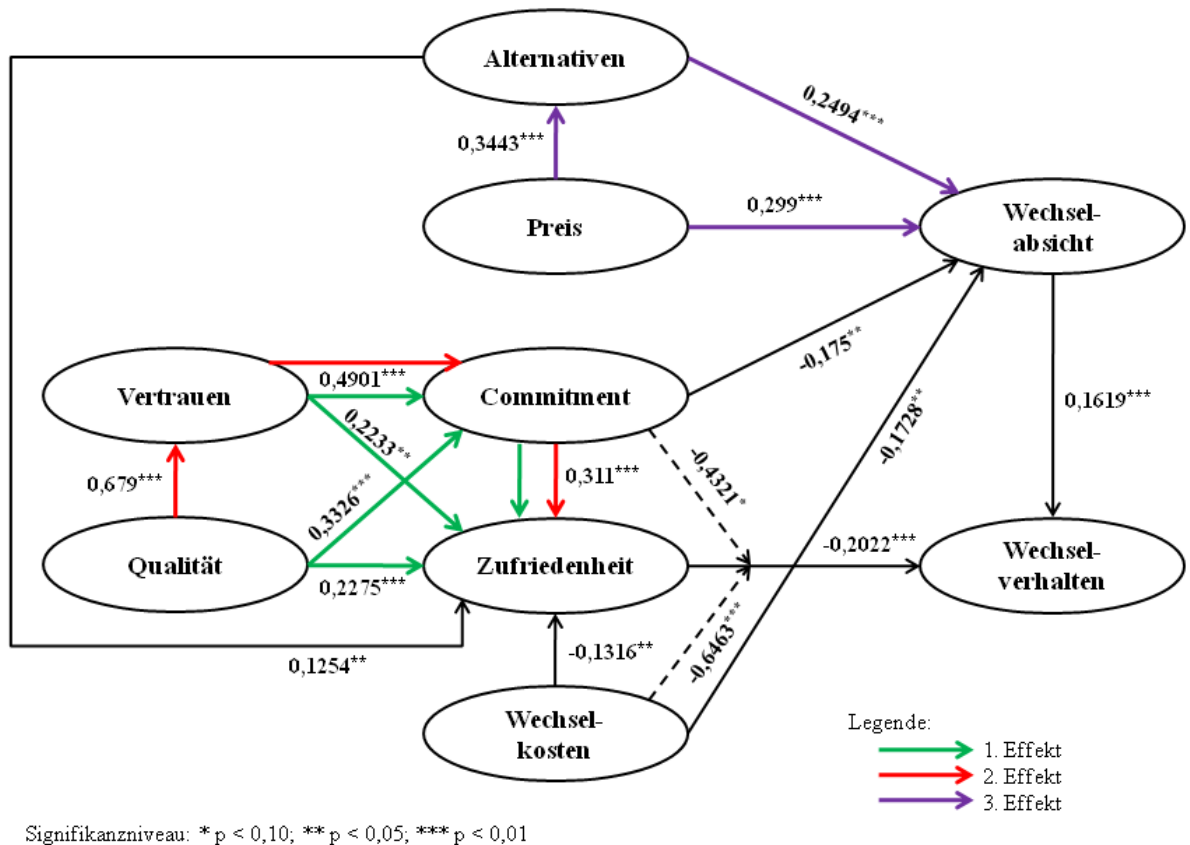 Alternativen
0,2494***
0,3443***
Preis
0,299***
Wechsel-
absicht
-0,175**
Vertrauen
0,4901***
Commitment
0,2233**
-0,1728**
0,1619***
0,679***
0,3326***
0,311***
-0,4321*
Qualität
0,2275***
Zufriedenheit
-0,2022***
Wechsel-
verhalten
0,1254**
-0,1316**
-0,6463***
Wechsel-
kosten
Legende:
1. Effekt
2. Effekt
3. Effekt
Signifikanzniveau: * p < 0,10; ** p < 0,05; *** p < 0,01